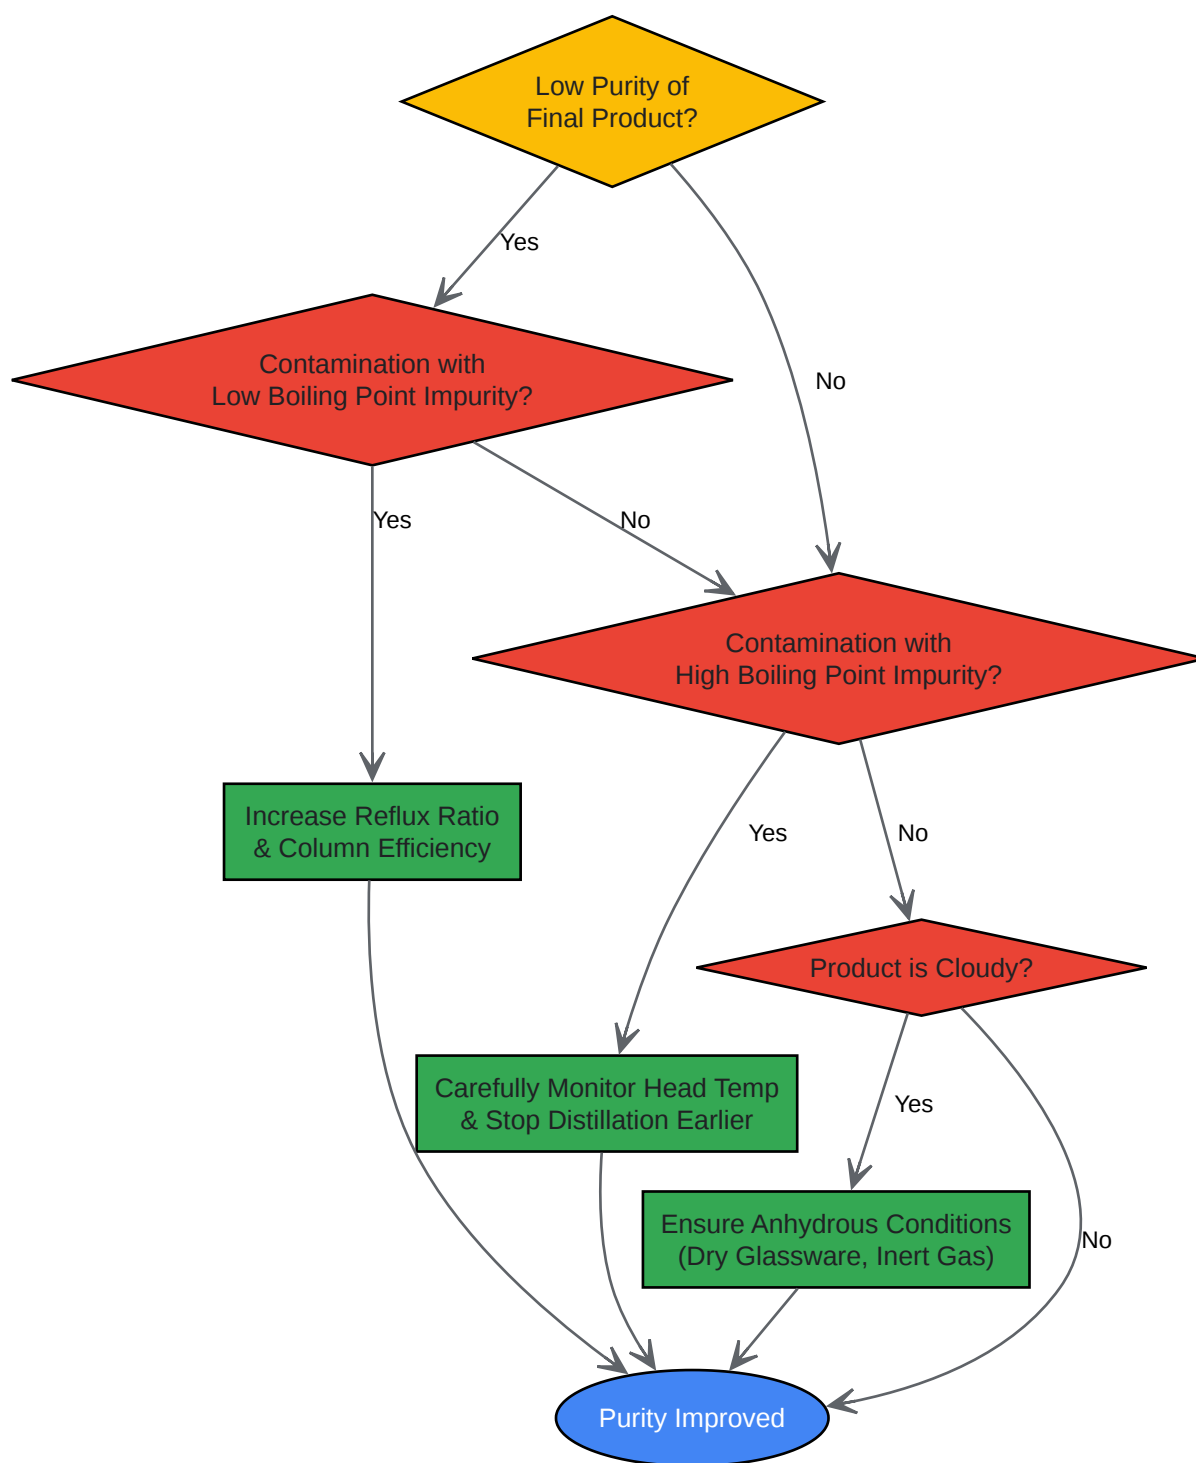 Low Purity of
Final Product?
Yes
No
Contamination with
Low Boiling Point Impurity?
Yes
No
Contamination with
High Boiling Point Impurity?
Increase Reflux Ratio
& Column Efficiency
Yes
No
Product is Cloudy?
Carefully Monitor Head Temp
& Stop Distillation Earlier
Yes
Ensure Anhydrous Conditions
(Dry Glassware, Inert Gas)
No
Purity Improved